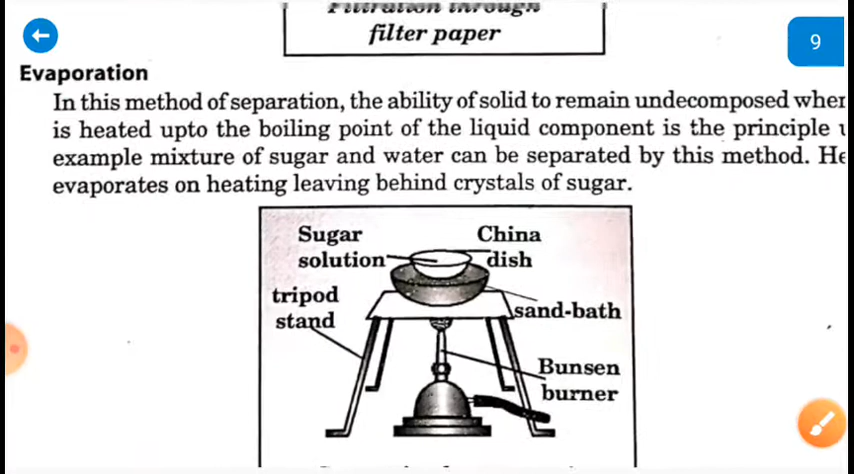 filter paper
9
Evaporation
In this method of separation, the ability of solid to remain undecomposed
is heated upto the boiling point of the liquid component is the principle
example mixture of sugar and water can be separated by this method.
evaporates on heating leaving behind crystals of sugar.
Sugar
solution
China
dish
tripod
stand
sand-bath
Bunsen
burner